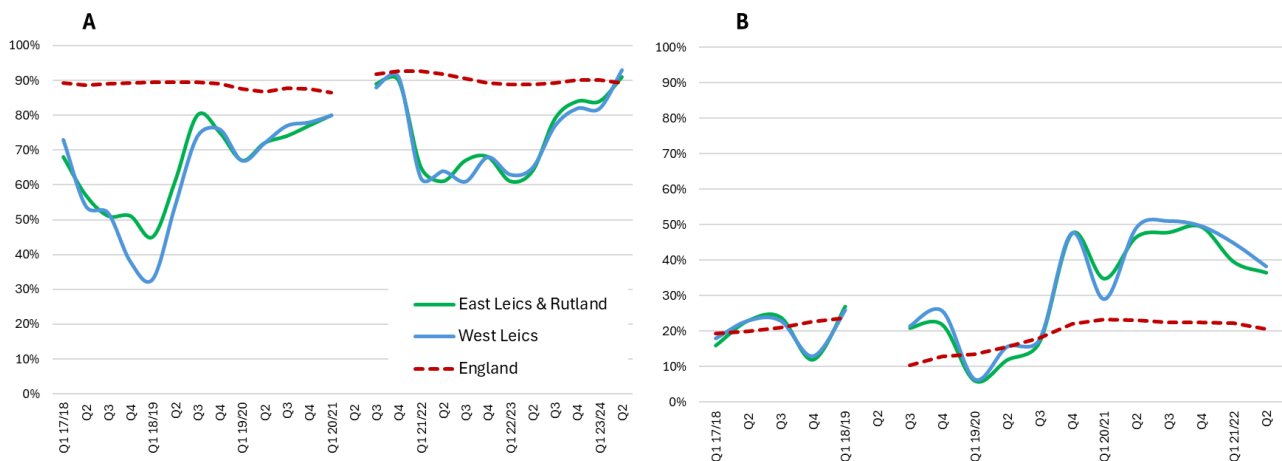 A
100%
90%
80%
70%
60%
50%
40%
30%
20%
10%
0%
East Leics & Rutland
West Leics
England
Q1 17/18
Q2
Q3
Q4
Q1 18/19
Q2
Q3
Q4
Q1 19/20
Q2
Q3
Q4
Q1 20/21
Q2
Q3
Q4
Q1 21/22
Q2
Q3
Q4
Q1 22/23
Q2
Q3
Q4
Q1 23/24
Q2
B
100%
90%
80%
70%
60%
50%
40%
30%
20%
10%
0%
Q1 17/18
Q2
Q3
Q4
Q1 18/19
Q2
Q3
Q4
Q1 19/20
Q2
Q3
Q4
Q1 20/21
Q2
Q3
Q4
Q1 21/22
Q2